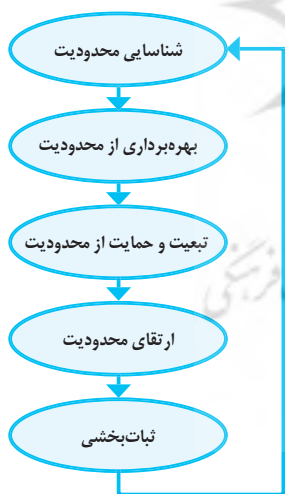 شناسایی محدودیت
بهره‌برداری از محدودیت
تبعیت و حمایت از محدودیت
ارتقای محدودیت
ثبات‌بخشی